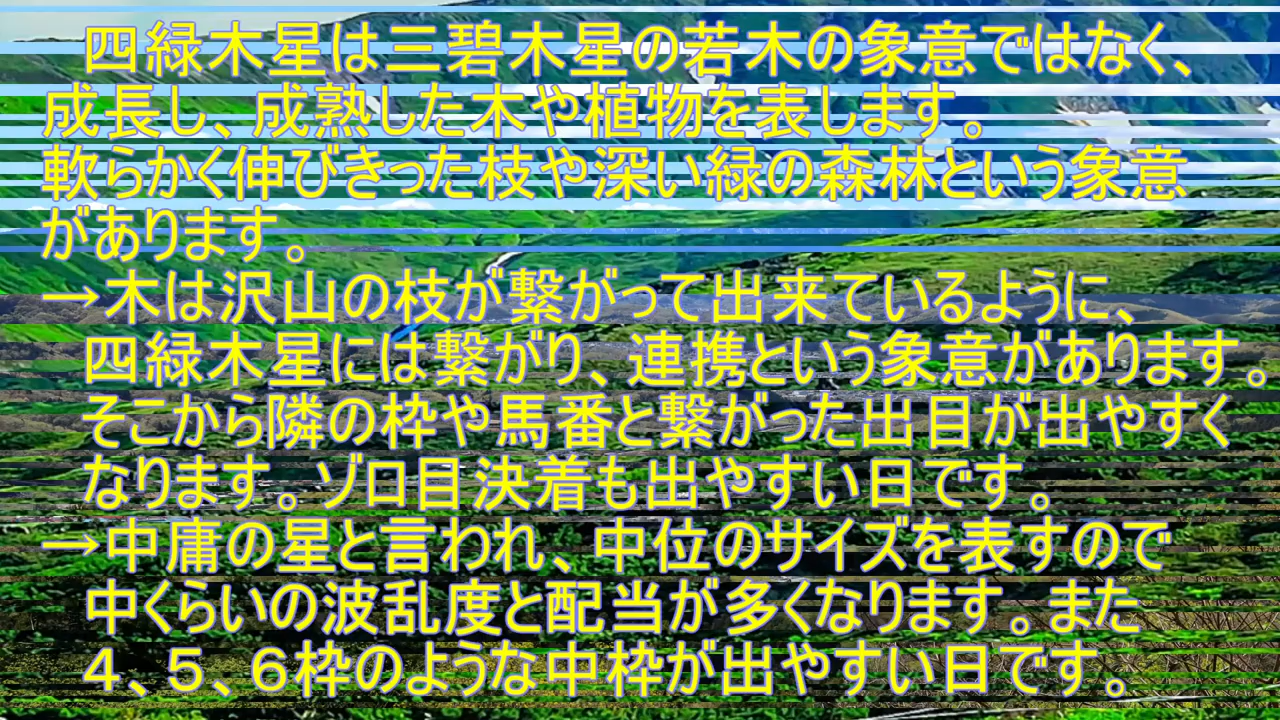 四緑木星は三碧木星の若木の象意ではなく、
成長し、成熟した木や植物を表します。
軟らかく伸びきった枝や深い緑の森林という象意
があります。
→木は沢山の枝が繋がって出来ているように、
四緑木星には繋がり、連携という象意があります。
そこから隣の枠や馬番と繋がった出目が出やすく
なります。ゾロ目決着も出やすい日です。
→中庸の星と言われ、中位のサイズを表すので
中くらいの波乱度と配当が多くなります。また
４、５、６枠のような中枠が出やすい日です。